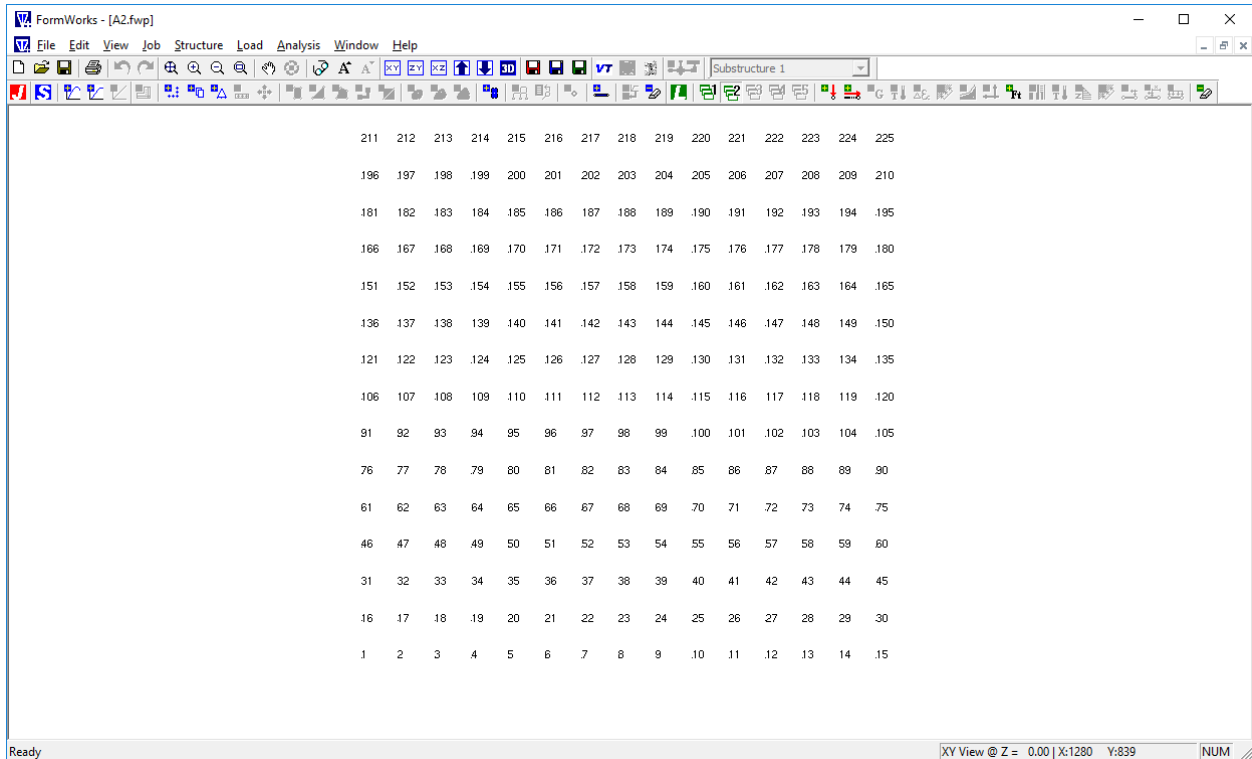 FormWorks - [A2.fwp]
File Edit View Job Structure Load Analysis Window Help
XY ZY XZ 3D VT Substructure 1
J S 1 2 G Ft
211 212 213 214 215 216 217 218 219 220 221 222 223 224 225
196 197 198 199 200 201 202 203 204 205 206 207 208 209 210
181 182 183 184 185 186 187 188 189 190 191 192 193 194 195
166 167 168 169 170 171 172 173 174 175 176 177 178 179 180
151 152 153 154 155 156 157 158 159 160 161 162 163 164 165
136 137 138 139 140 141 142 143 144 145 146 147 148 149 150
121 122 123 124 125 126 127 128 129 130 131 132 133 134 135
106 107 108 109 110 111 112 113 114 115 116 117 118 119 120
91 92 93 94 95 96 97 98 99 100 101 102 103 104 105
76 77 78 79 80 81 82 83 84 85 86 87 88 89 90
61 62 63 64 65 66 67 68 69 70 71 72 73 74 75
46 47 48 49 50 51 52 53 54 55 56 57 58 59 60
31 32 33 34 35 36 37 38 39 40 41 42 43 44 45
16 17 18 19 20 21 22 23 24 25 26 27 28 29 30
1 2 3 4 5 6 7 8 9 10 11 12 13 14 15
Ready XY View @ Z = 0.00 | X:1280 Y:839 NUM